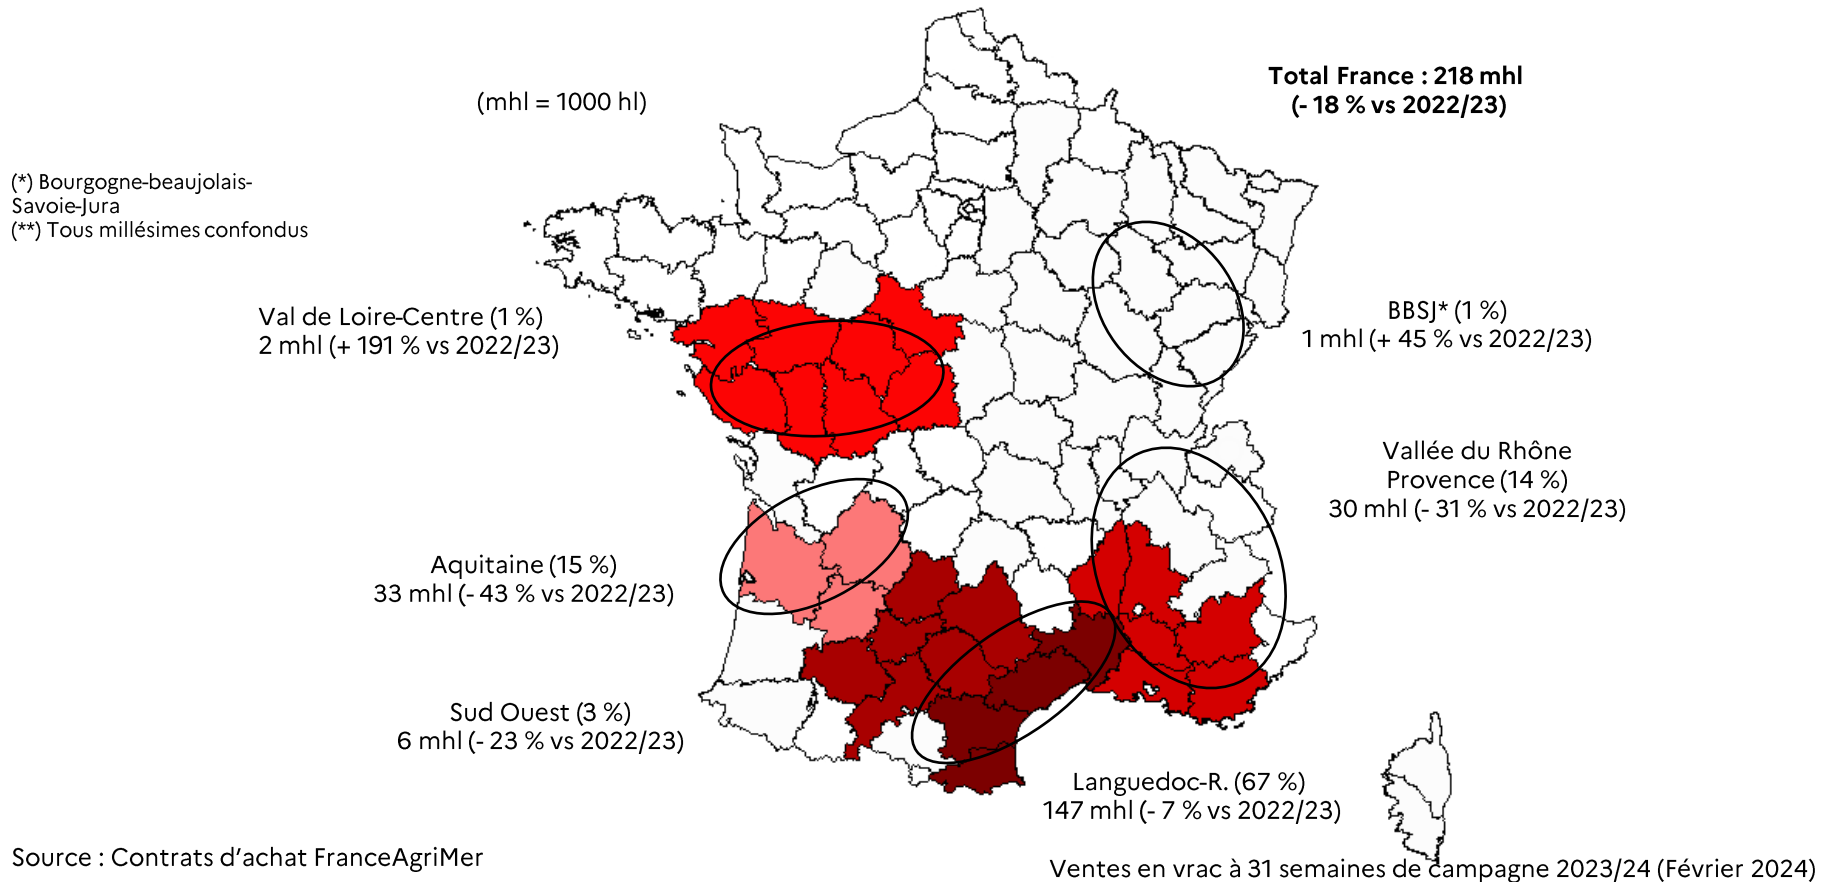 Total France : 218 mhl
(- 18 % vs 2022/23)
(mhl = 1000 hl)
(*) Bourgogne-beaujolais-
Savoie-Jura
(**) Tous millésimes confondus
Val de Loire-Centre (1 %)
2 mhl (+ 191 % vs 2022/23)
BBSJ* (1 %)
1 mhl (+ 45 % vs 2022/23)
Vallée du Rhône
Provence (14 %)
30 mhl (- 31 % vs 2022/23)
Aquitaine (15 %)
33 mhl (- 43 % vs 2022/23)
Sud Ouest (3 %)
6 mhl (- 23 % vs 2022/23)
Languedoc-R. (67 %)
147 mhl (- 7 % vs 2022/23)
Source : Contrats d’achat FranceAgriMer
Ventes en vrac à 31 semaines de campagne 2023/24 (Février 2024)